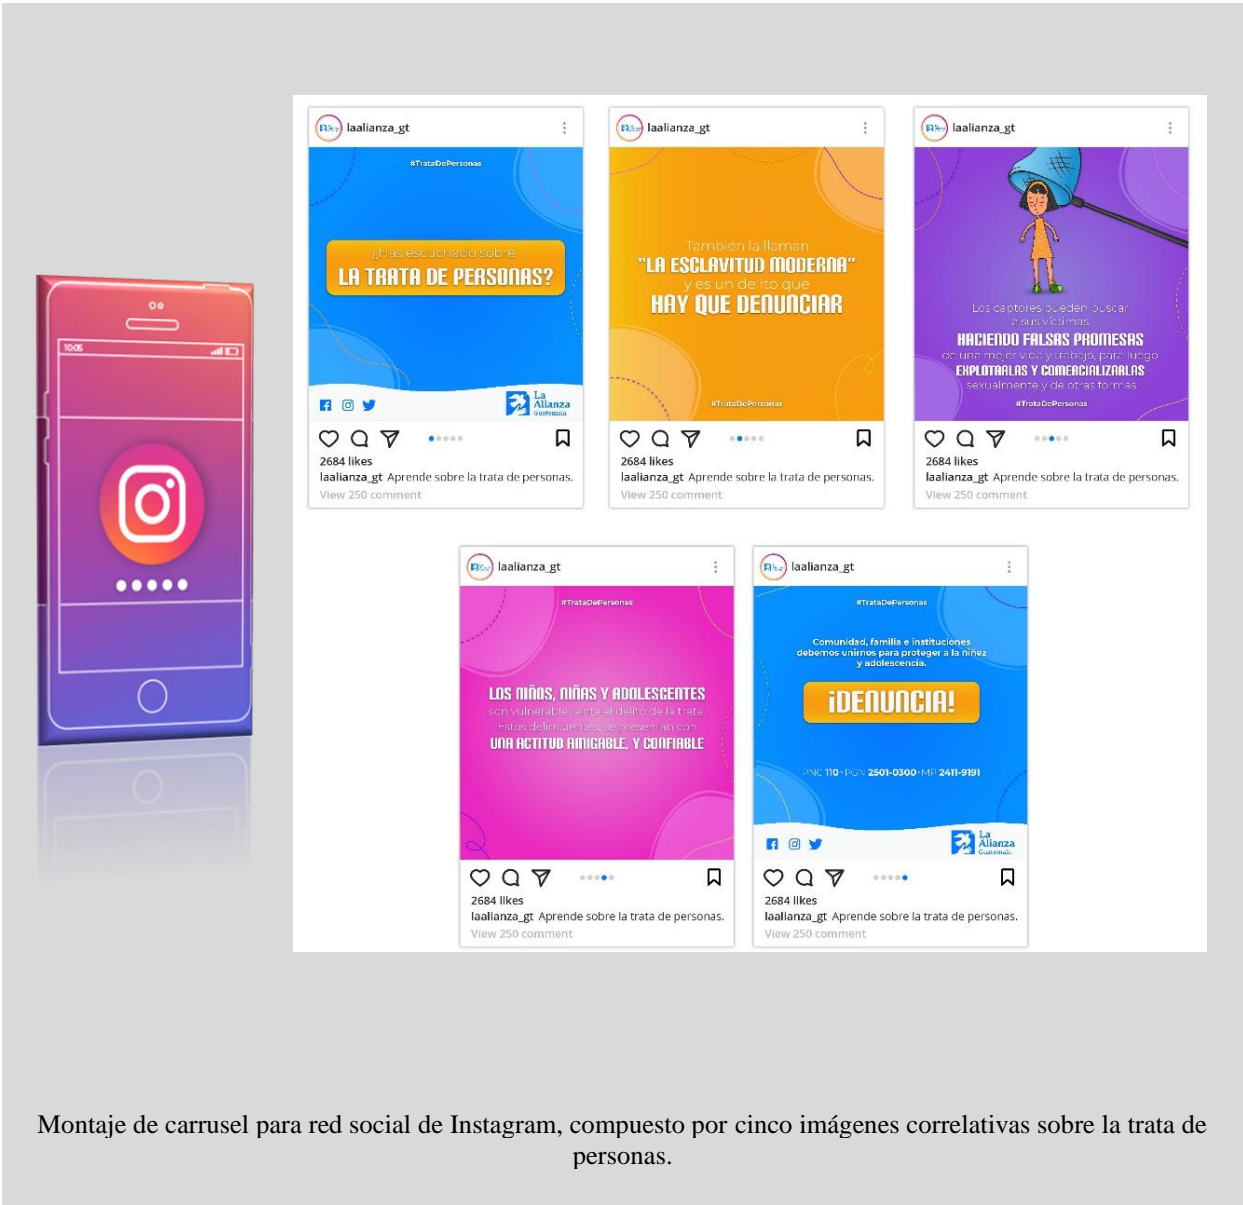 laalianza_gt
#TrataDePersonas
¿Has escuchado sobre
LA TRATA DE PERSONAS?
La
Alianza
Guatemala
2684 likes
laalianza_gt Aprende sobre la trata de personas.
View 250 comment
laalianza_gt
También la llaman
"LA ESCLAVITUD MODERNA"
y es un delito que
HAY QUE DENUNCIAR
#TrataDePersonas
2684 likes
laalianza_gt Aprende sobre la trata de personas.
View 250 comment
laalianza_gt
Los captores pueden buscar
a sus víctimas
HACIENDO FALSAS PROMESAS
de una mejor vida y trabajo, para luego
EXPLOTARLAS Y COMERCIALIZARLAS
sexualmente y de otras formas
#TrataDePersonas
2684 likes
laalianza_gt Aprende sobre la trata de personas.
View 250 comment
10:05
laalianza_gt
#TrataDePersonas
LOS NIÑOS, NIÑAS Y ADOLESCENTES
son vulnerables ante el delito de la trata
Estos delincuentes se presentan con
UNA ACTITUD AMIGABLE, Y CONFIABLE
2684 likes
laalianza_gt Aprende sobre la trata de personas.
View 250 comment
laalianza_gt
#TrataDePersonas
Comunidad, familia e instituciones
debemos unirnos para proteger a la niñez
y adolescencia.
¡DENUNCIA!
PNC 110 · PGN 2501-0300 · MP 2411-9191
La
Alianza
Guatemala
2684 likes
laalianza_gt Aprende sobre la trata de personas.
View 250 comment
Montaje de carrusel para red social de Instagram, compuesto por cinco imágenes correlativas sobre la trata de
personas.